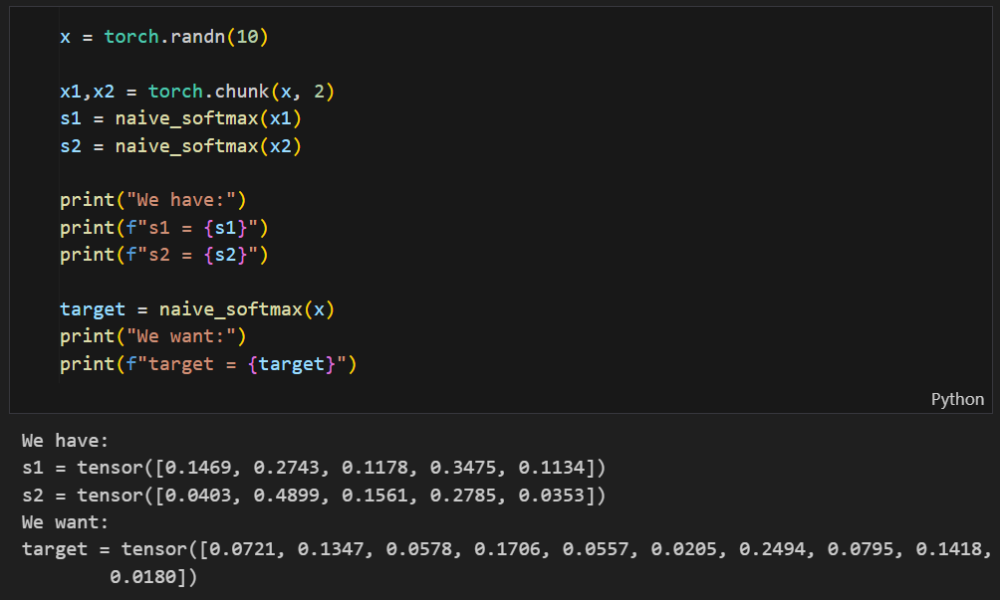 x = torch.randn(10)
x1,x2 = torch.chunk(x, 2)
s1 = naive_softmax(x1)
s2 = naive_softmax(x2)
print("We have:")
print(f"s1 = {s1}")
print(f"s2 = {s2}")
target = naive_softmax(x)
print("We want:")
print(f"target = {target}")
Python
We have:
s1 = tensor([0.1469, 0.2743, 0.1178, 0.3475, 0.1134])
s2 = tensor([0.0403, 0.4899, 0.1561, 0.2785, 0.0353])
We want:
target = tensor([0.0721, 0.1347, 0.0578, 0.1706, 0.0557, 0.0205, 0.2494, 0.0795, 0.1418,
0.0180])